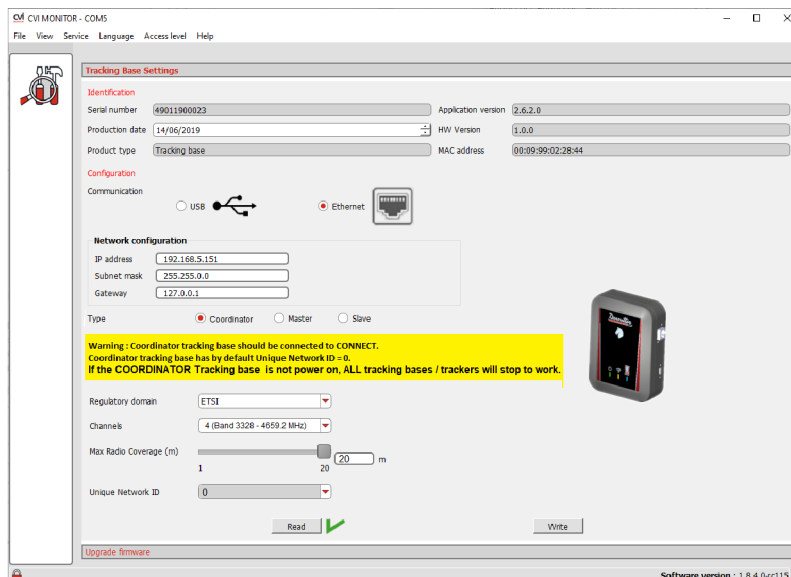 CVI MONITOR - COM5
File View Service Language Access level Help
Tracking Base Settings
Identification
Serial number 49011900023 Application version 2.6.2.0
Production date 14/06/2019 HW Version 1.0.0
Product type Tracking base MAC address 00:09:99:02:28:44
Configuration
Communication
USB Ethernet
Network configuration
IP address 192.168.5.151
Subnet mask 255.255.0.0
Gateway 127.0.0.1
Type Coordinator Master Slave
Warning : Coordinator tracking base should be connected to CONNECT.
Coordinator tracking base has by default Unique Network ID = 0.
If the COORDINATOR Tracking base is not power on, ALL tracking bases / trackers will stop to work.
Regulatory domain ETSI
Channels 4 (Band 3328 - 4659.2 MHz)
Max Radio Coverage (m) 20 m
1 20
Unique Network ID 0
Read Write
Upgrade firmware
Software version : 1.8.4.0-rc115